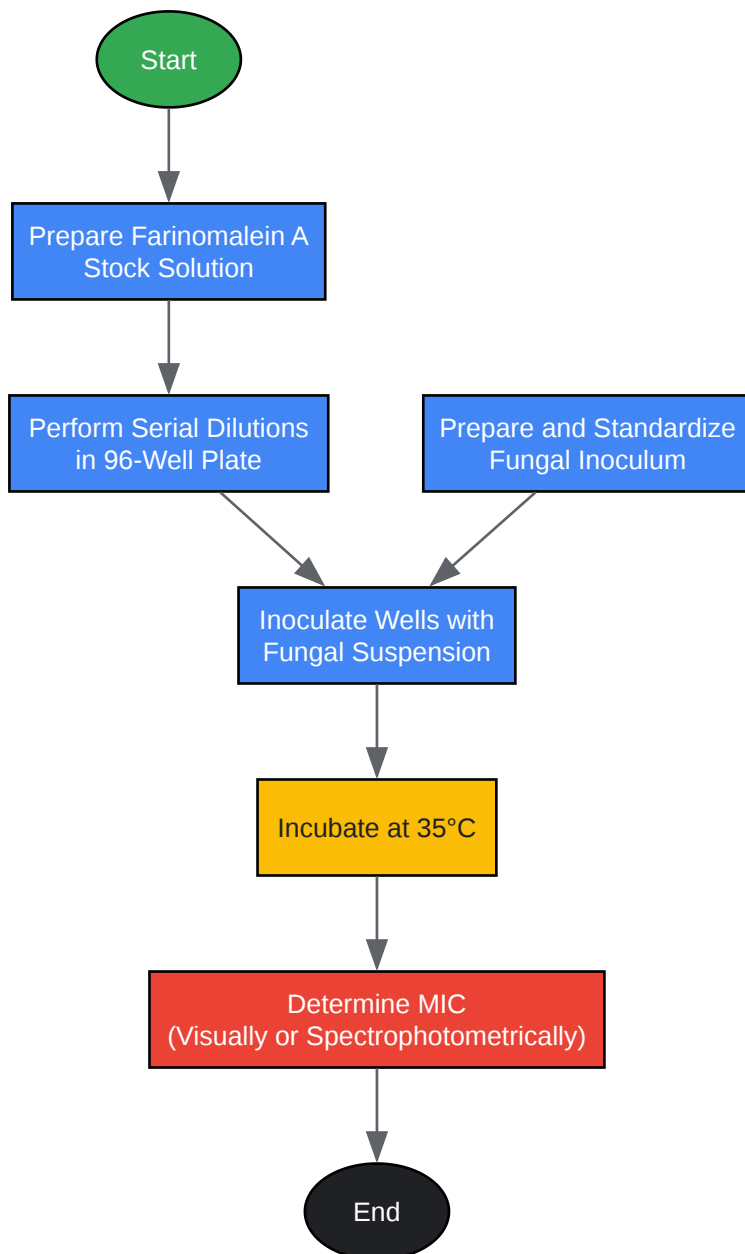 Start
Prepare Farinomalein A
Stock Solution
Perform Serial Dilutions
in 96-Well Plate
Prepare and Standardize
Fungal Inoculum
Inoculate Wells with
Fungal Suspension
Incubate at 35°C
Determine MIC
(Visually or Spectrophotometrically)
End